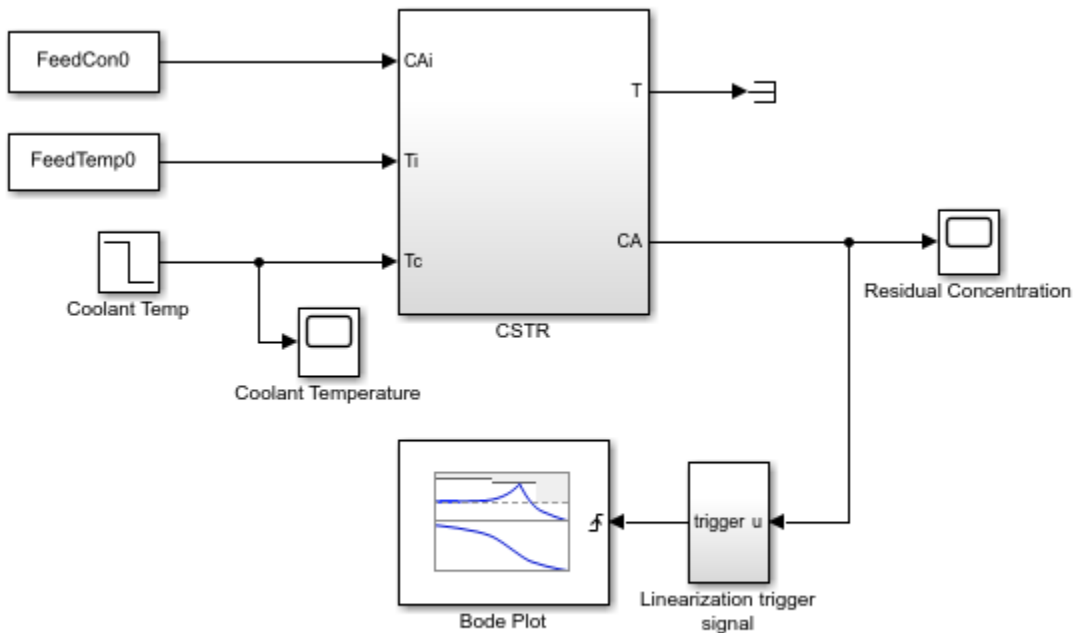 FeedCon0
CAi
FeedTemp0
T
Ti
CA
Tc
Coolant Temp
Residual Concentration
CSTR
Coolant Temperature
trigger u
Linearization trigger
signal
Bode Plot